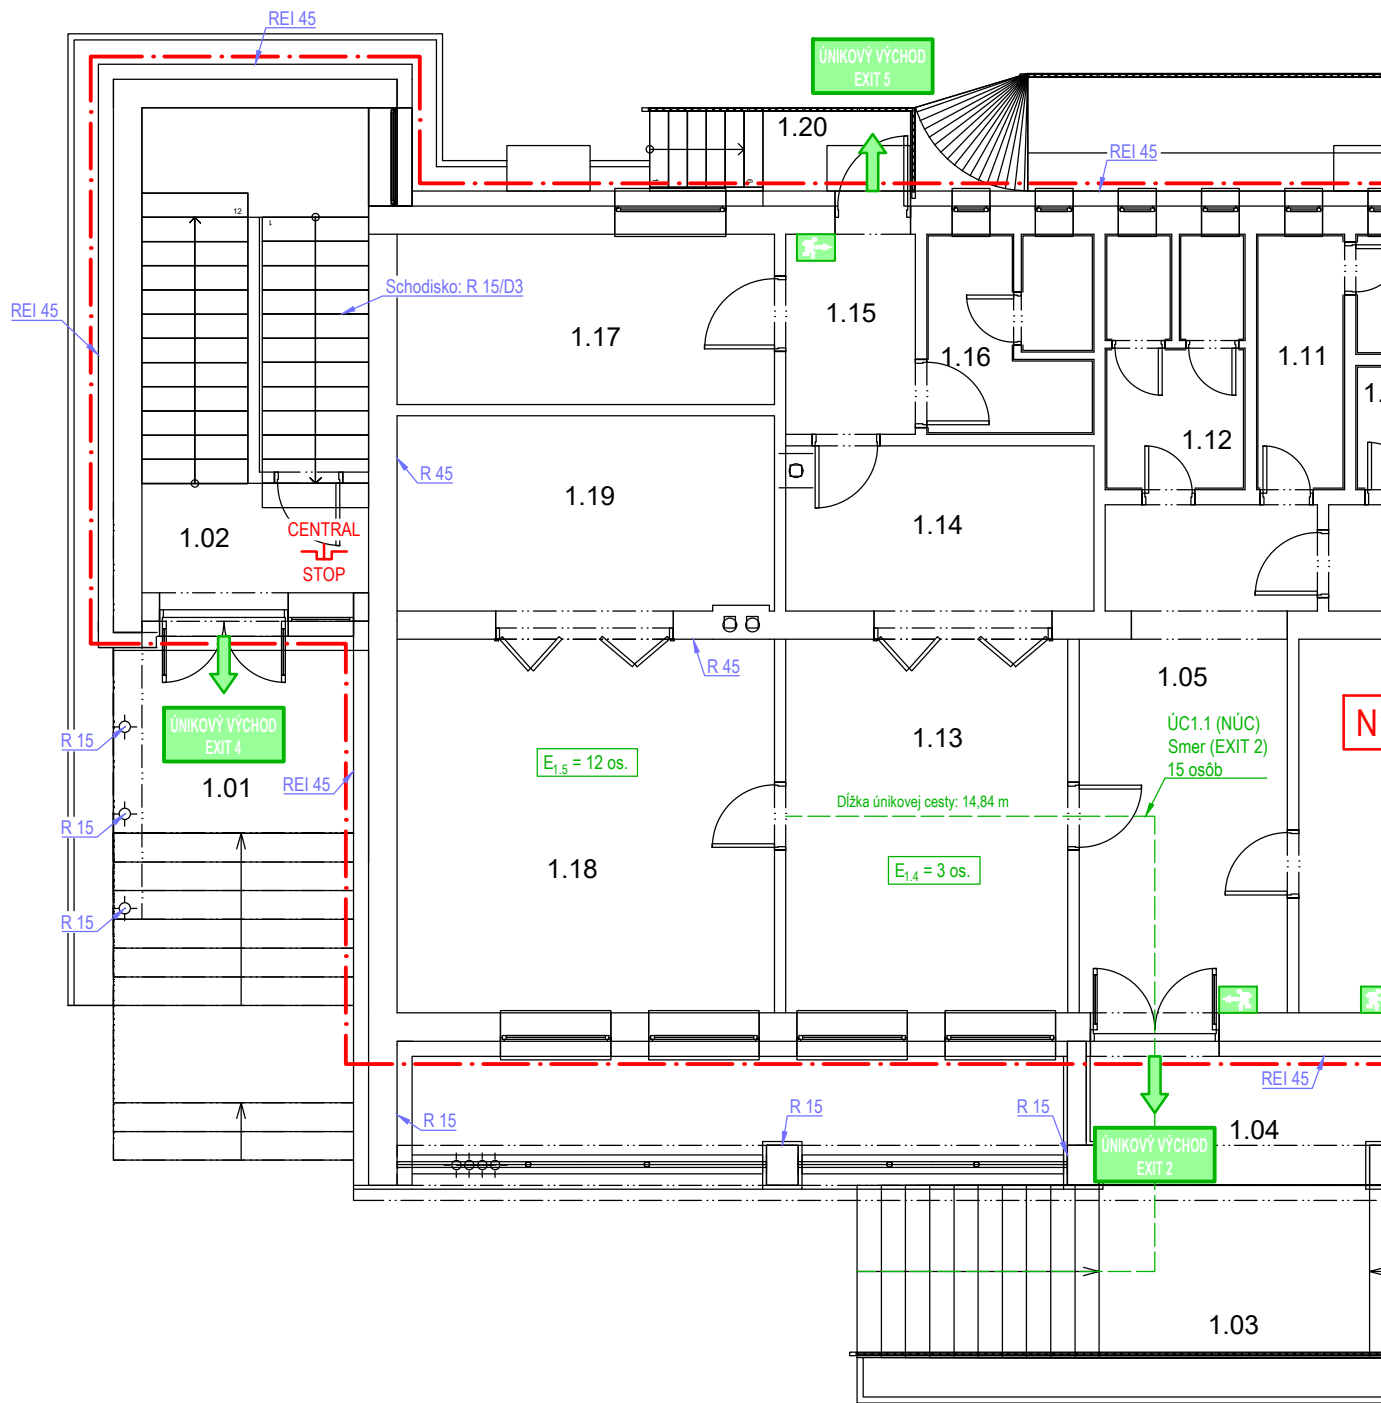 REI 45
ÚNIKOVÝ VÝCHOD
EXIT 5
1.20
REI 45
12
1
1
9
Schodisko: R 15/D3
REI 45
1.17
1.15
1.16
1.11
1.12
R 45
1.19
1.14
1.02
CENTRAL
STOP
R 45
1.05
ÚNIKOVÝ VÝCHOD
EXIT 4
R 15
ÚC1.1 (NÚC)
Smer (EXIT 2)
15 osôb
N
1.13
E1.5 = 12 os.
1.01
REI 45
Dĺžka únikovej cesty: 14,84 m
R 15
1.18
E1.4 = 3 os.
R 15
REI 45
R 15
R 15
R 15
1.04
ÚNIKOVÝ VÝCHOD
EXIT 2
1.03